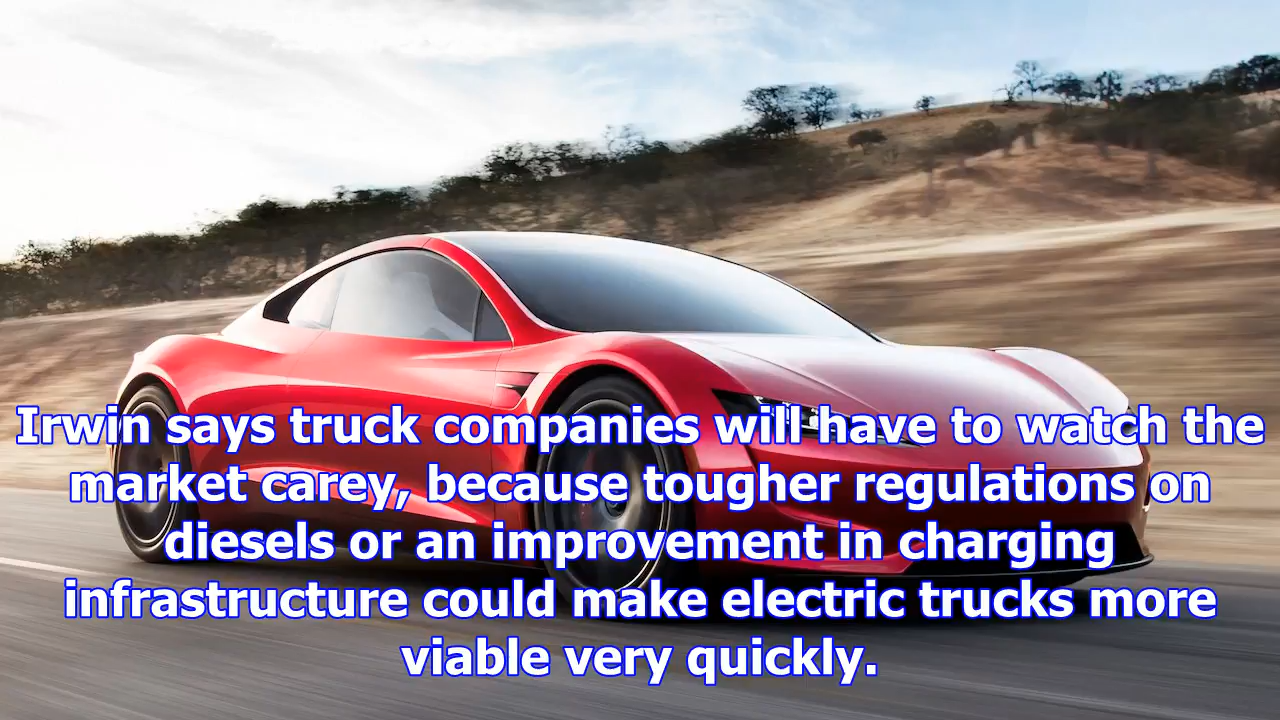 Irwin says truck companies will have to watch the
market carey, because tougher regulations on
diesels or an improvement in charging
infrastructure could make electric trucks more
viable very quickly.